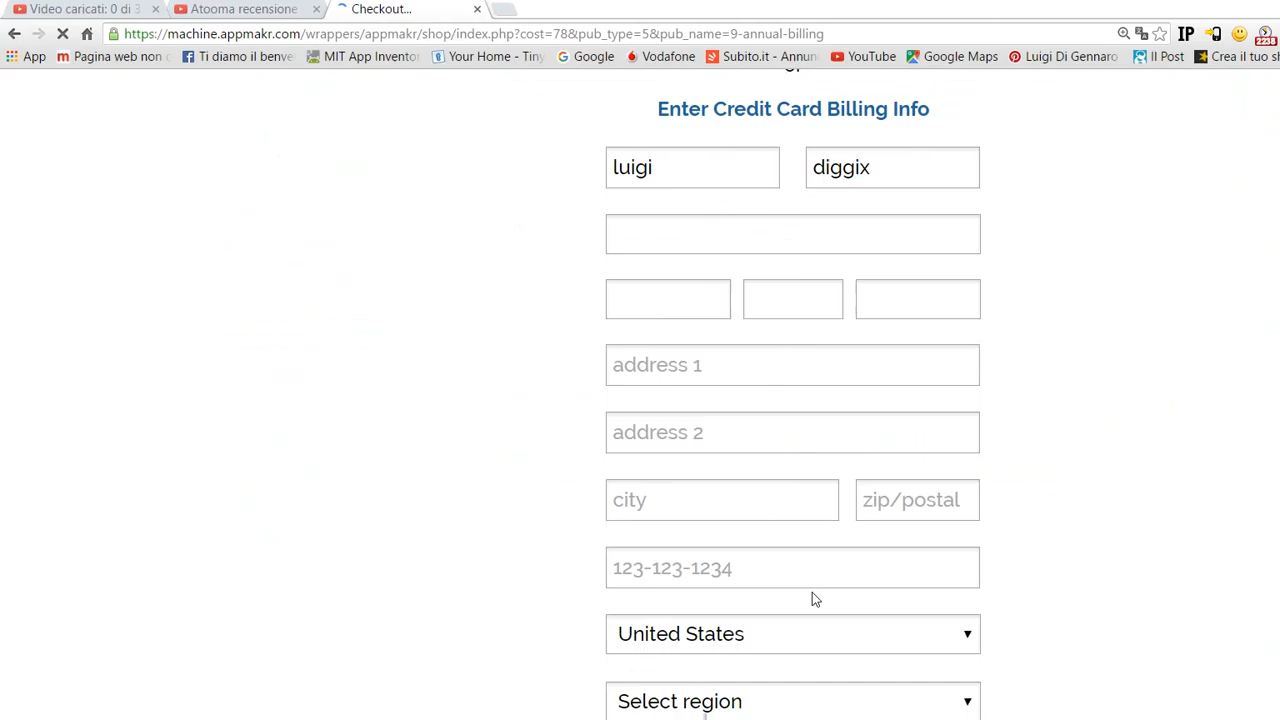 Video caricati: 0 di 3
Atooma recensione
Checkout...
https://machine.appmakr.com/wrappers/appmakr/shop/index.php?cost=78&pub_type=5&pub_name=9-annual-billing
IP
2238
App
Pagina web non
Ti diamo il benve
MIT App Inventor
Your Home - Tiny
Google
Vodafone
Subito.it - Annun
YouTube
Google Maps
Luigi Di Gennaro
Il Post
Crea il tuo s
Enter Credit Card Billing Info
luigi
diggix
address 1
address 2
city
zip/postal
123-123-1234
United States
Select region